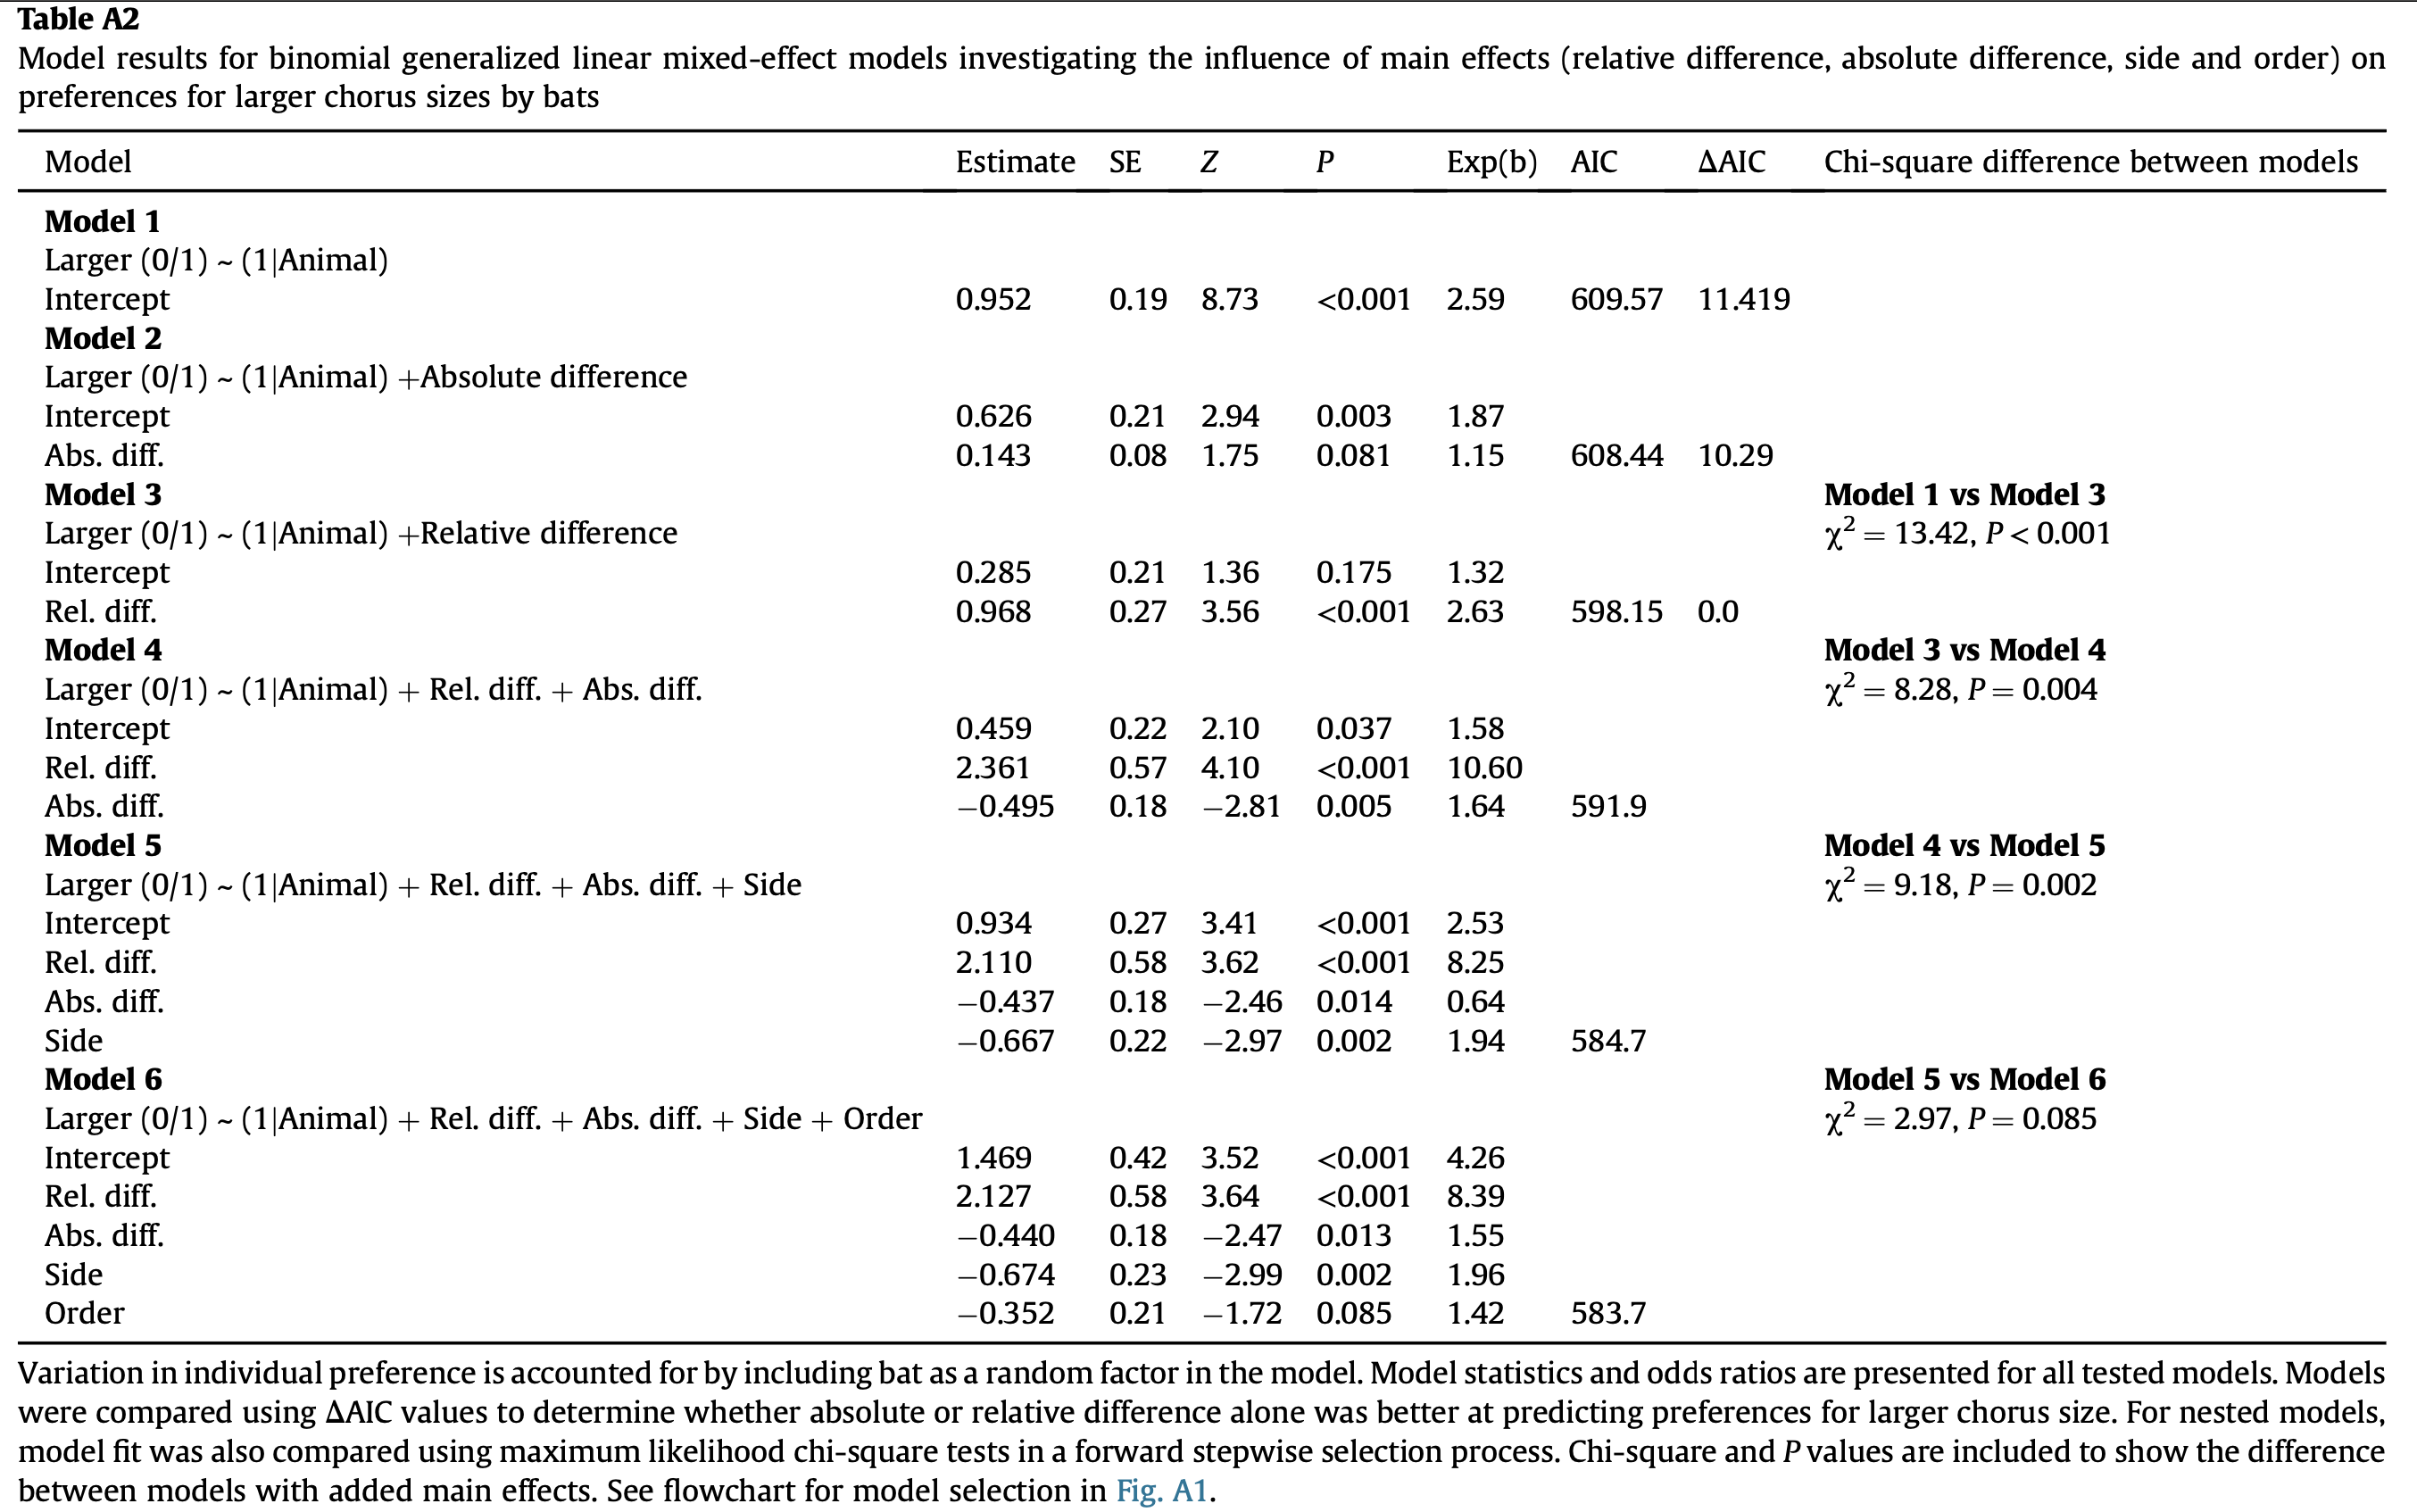 Table A2
Model results for binomial generalized linear mixed-effect models investigating the influence of main effects (relative difference, absolute difference, side and order) on
preferences for larger chorus sizes by bats
Model Estimate SE Z P Exp(b) AIC ΔAIC Chi-square difference between models
Model 1
Larger (0/1) ~ (1|Animal)
Intercept 0.952 0.19 8.73 <0.001 2.59 609.57 11.419
Model 2
Larger (0/1) ~ (1|Animal) +Absolute difference
Intercept 0.626 0.21 2.94 0.003 1.87
Abs. diff. 0.143 0.08 1.75 0.081 1.15 608.44 10.29
Model 3 Model 1 vs Model 3
Larger (0/1) ~ (1|Animal) +Relative difference χ² = 13.42, P < 0.001
Intercept 0.285 0.21 1.36 0.175 1.32
Rel. diff. 0.968 0.27 3.56 <0.001 2.63 598.15 0.0
Model 4 Model 3 vs Model 4
Larger (0/1) ~ (1|Animal) + Rel. diff. + Abs. diff. χ² = 8.28, P = 0.004
Intercept 0.459 0.22 2.10 0.037 1.58
Rel. diff. 2.361 0.57 4.10 <0.001 10.60
Abs. diff. −0.495 0.18 −2.81 0.005 1.64 591.9
Model 5 Model 4 vs Model 5
Larger (0/1) ~ (1|Animal) + Rel. diff. + Abs. diff. + Side χ² = 9.18, P = 0.002
Intercept 0.934 0.27 3.41 <0.001 2.53
Rel. diff. 2.110 0.58 3.62 <0.001 8.25
Abs. diff. −0.437 0.18 −2.46 0.014 0.64
Side −0.667 0.22 −2.97 0.002 1.94 584.7
Model 6 Model 5 vs Model 6
Larger (0/1) ~ (1|Animal) + Rel. diff. + Abs. diff. + Side + Order χ² = 2.97, P = 0.085
Intercept 1.469 0.42 3.52 <0.001 4.26
Rel. diff. 2.127 0.58 3.64 <0.001 8.39
Abs. diff. −0.440 0.18 −2.47 0.013 1.55
Side −0.674 0.23 −2.99 0.002 1.96
Order −0.352 0.21 −1.72 0.085 1.42 583.7
Variation in individual preference is accounted for by including bat as a random factor in the model. Model statistics and odds ratios are presented for all tested models. Models
were compared using ΔAIC values to determine whether absolute or relative difference alone was better at predicting preferences for larger chorus size. For nested models,
model fit was also compared using maximum likelihood chi-square tests in a forward stepwise selection process. Chi-square and P values are included to show the difference
between models with added main effects. See flowchart for model selection in Fig. A1.